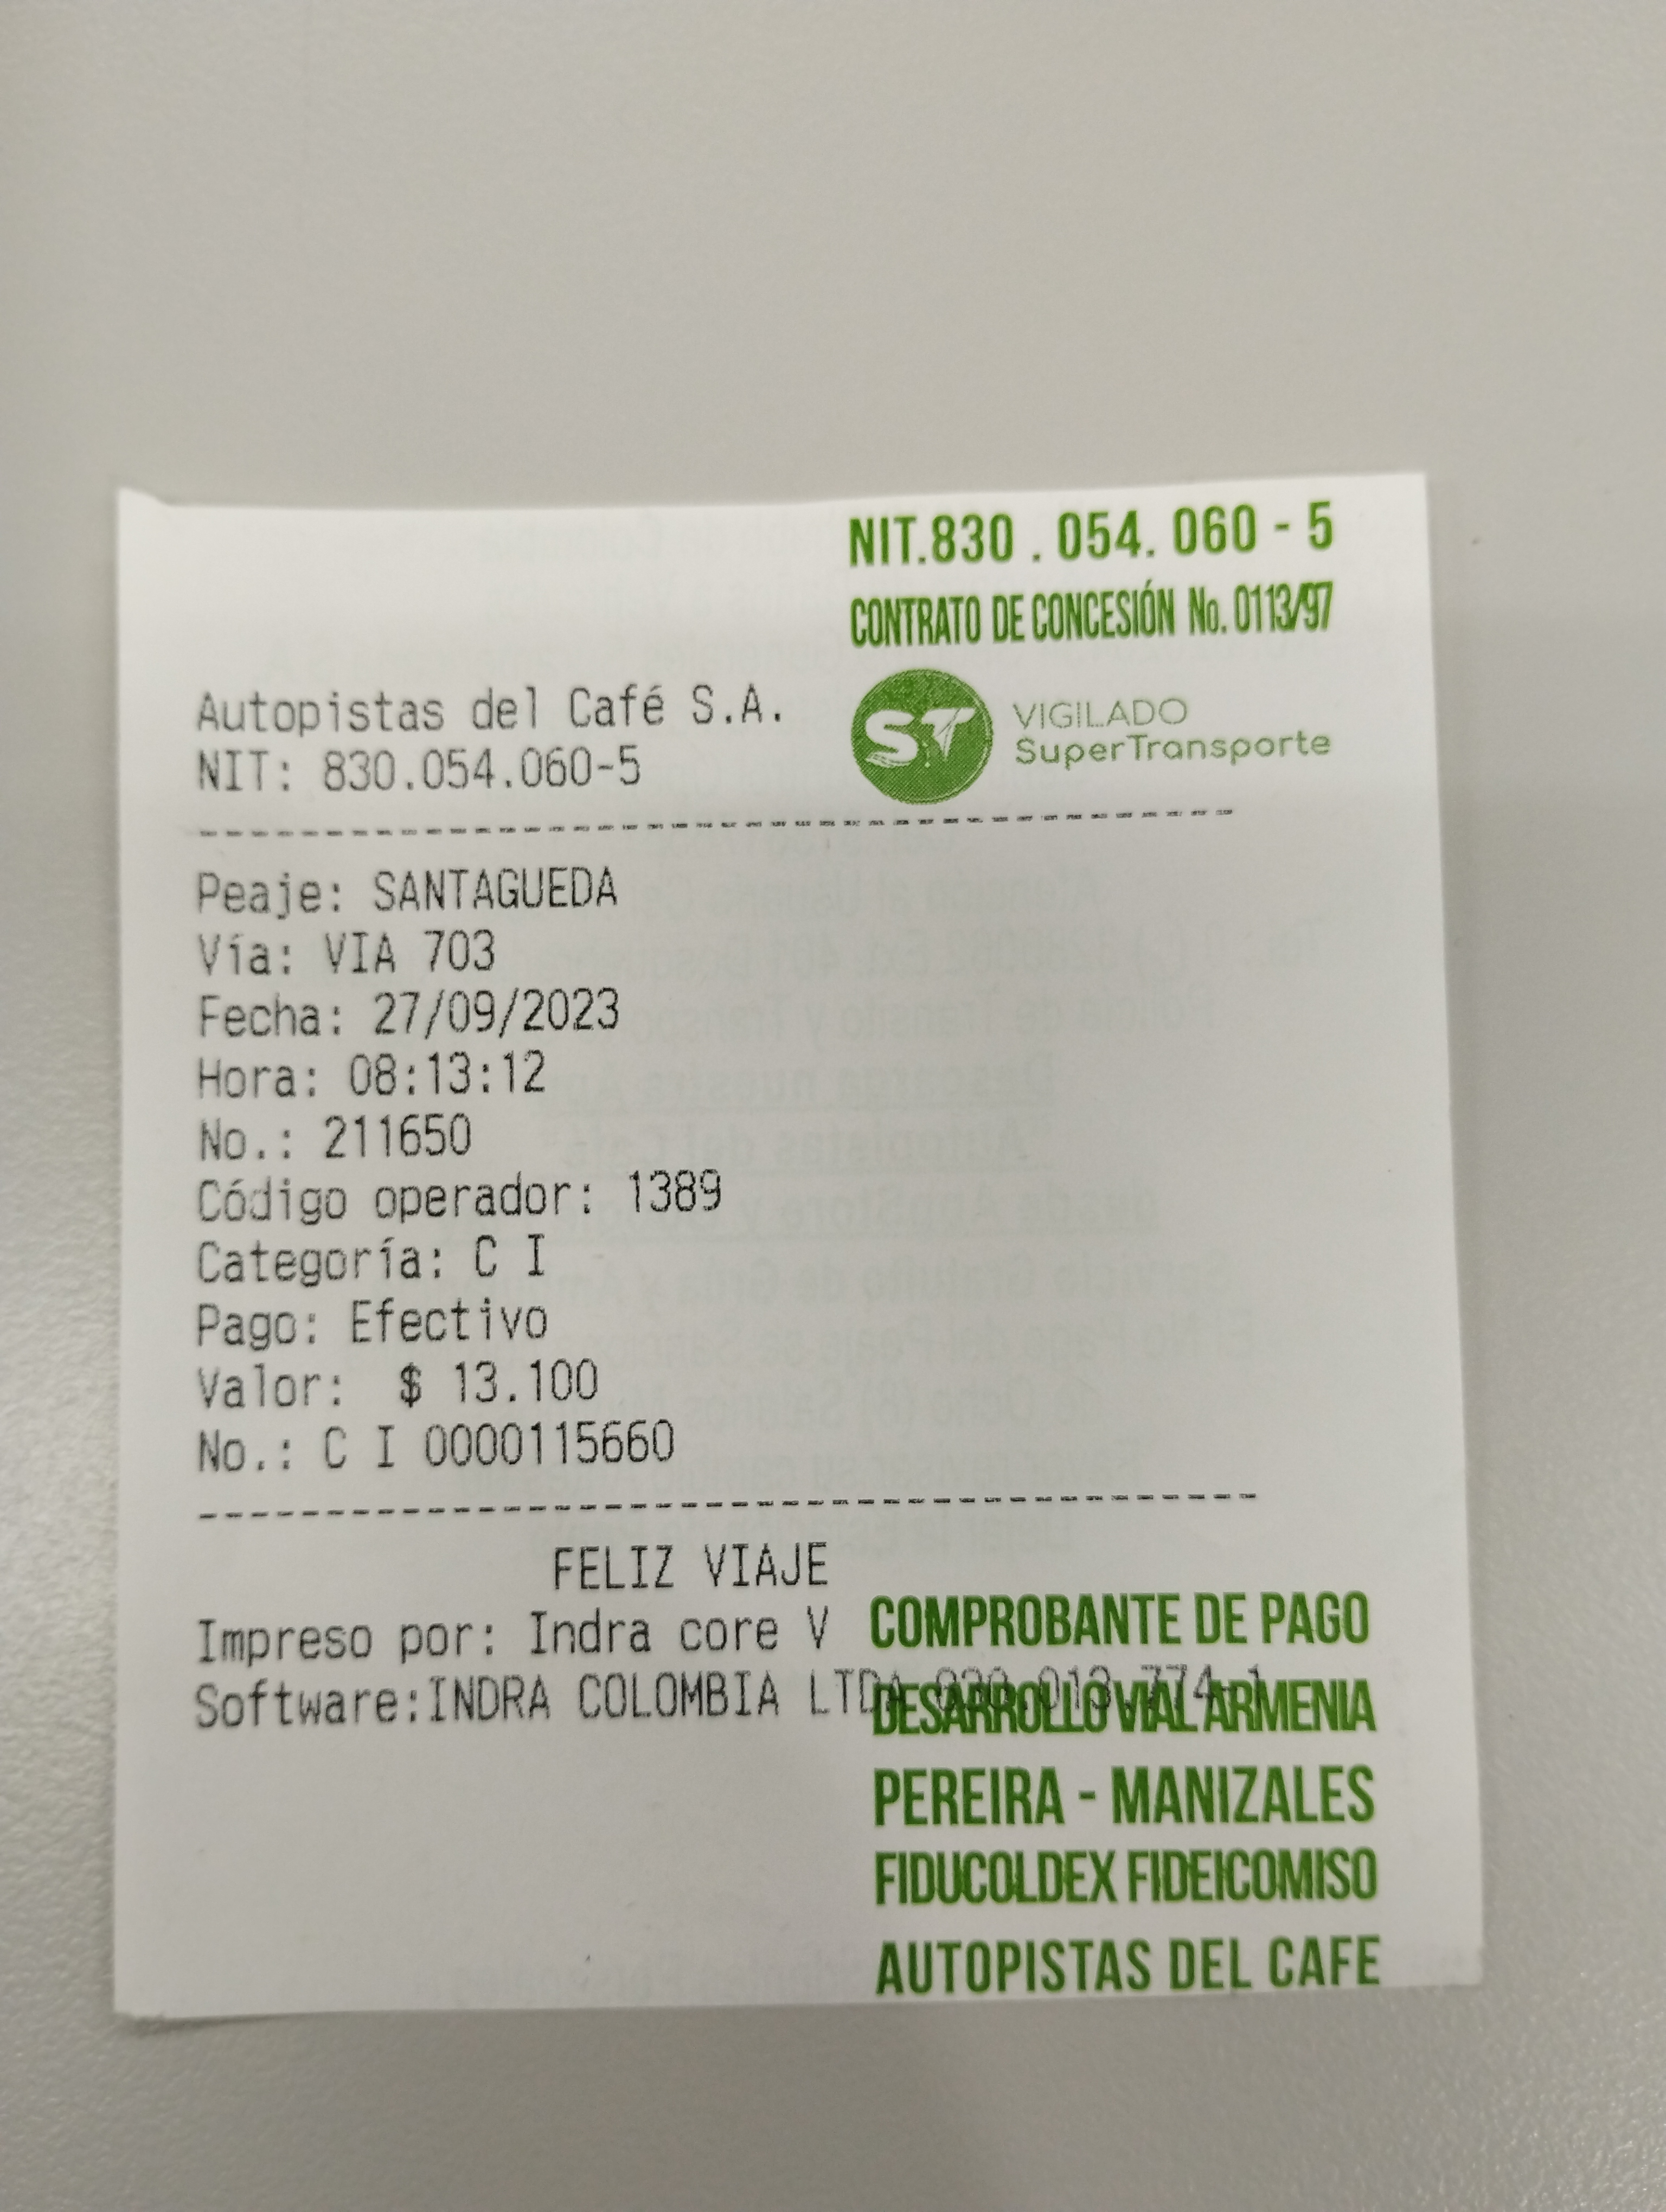 NIT.830 . 054. 060 - 5
CONTRATO DE CONCESIÓN No. 0113/97
ST VIGILADO
SuperTransporte
Autopistas del Café S.A.
NIT: 830.054.060-5
Peaje: SANTAGUEDA
Vía: VIA 703
Fecha: 27/09/2023
Hora: 08:13:12
No.: 211650
Código operador: 1389
Categoría: C I
Pago: Efectivo
Valor: $ 13.100
No.: C I 0000115660
FELIZ VIAJE
Impreso por: Indra core V
Software:INDRA COLOMBIA LTDA
COMPROBANTE DE PAGO
DESARROLLO VIAL ARMENIA
PEREIRA - MANIZALES
FIDUCOLDEX FIDEICOMISO
AUTOPISTAS DEL CAFE